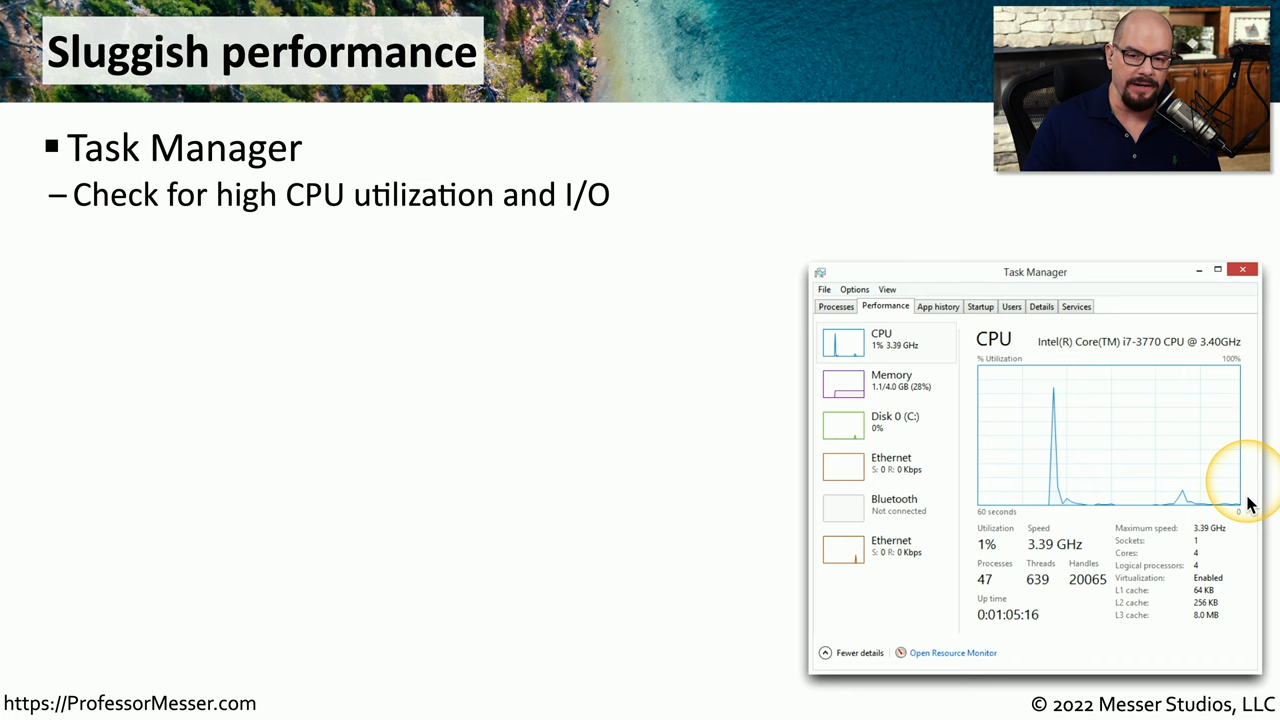 Sluggish performance
▪ Task Manager
– Check for high CPU utilization and I/O
Task Manager
File Options View
Processes Performance App history Startup Users Details Services
CPU
1% 3.39 GHz
Memory
1.1/4.0 GB (28%)
Disk 0 (C:)
0%
Ethernet
S: 0 R: 0 Kbps
Bluetooth
Not connected
Ethernet
S: 0 R: 0 Kbps
CPU Intel(R) Core(TM) i7-3770 CPU @ 3.40GHz
% Utilization 100%
60 seconds 0
Utilization Speed
1% 3.39 GHz
Processes Threads Handles
47 639 20065
Up time
0:01:05:16
Maximum speed: 3.39 GHz
Sockets: 1
Cores: 4
Logical processors: 4
Virtualization: Enabled
L1 cache: 64 KB
L2 cache: 256 KB
L3 cache: 8.0 MB
Fewer details Open Resource Monitor
https://ProfessorMesser.com
© 2022 Messer Studios, LLC